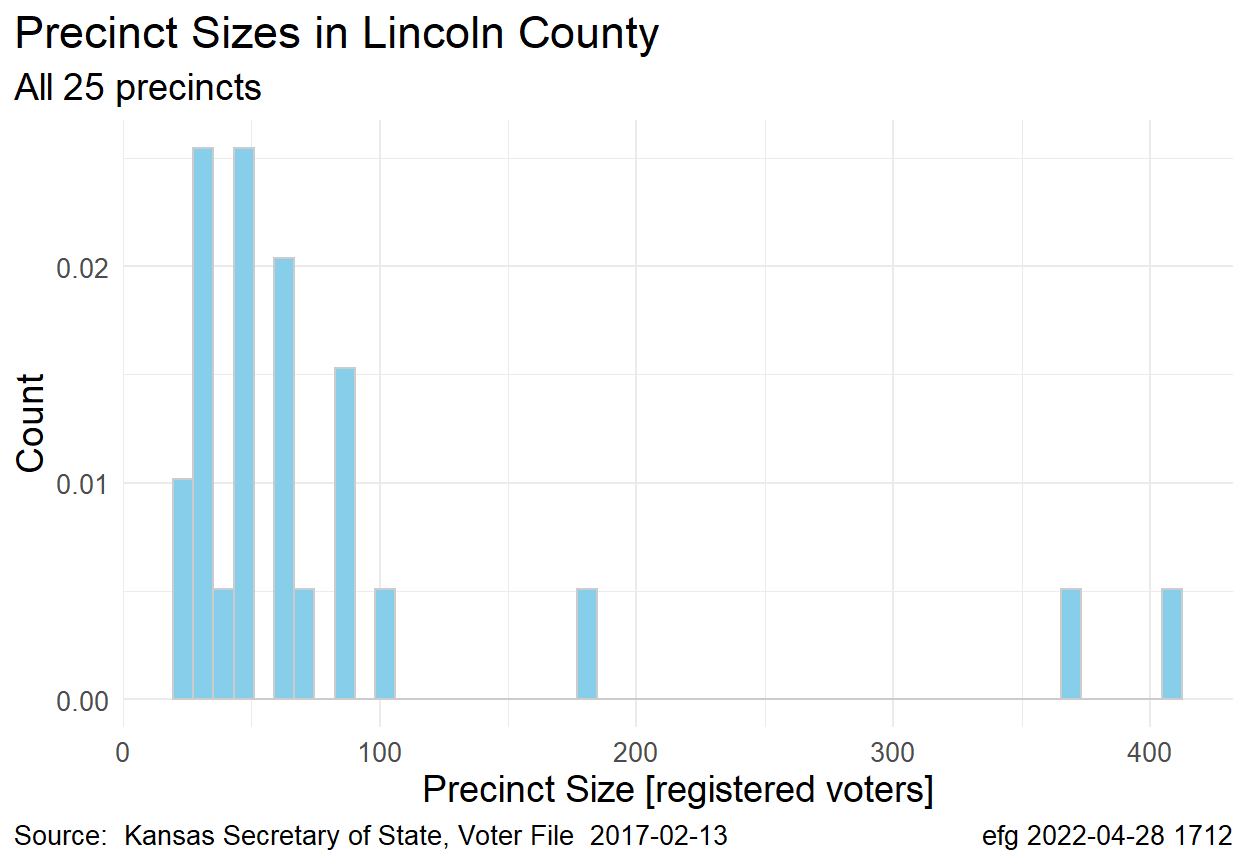 Precinct Sizes in Lincoln County
All 25 precincts
Count
0.02
0.01
0.00
0 100 200 300 400
Precinct Size [registered voters]
Source:  Kansas Secretary of State, Voter File  2017-02-13
efg 2022-04-28 1712